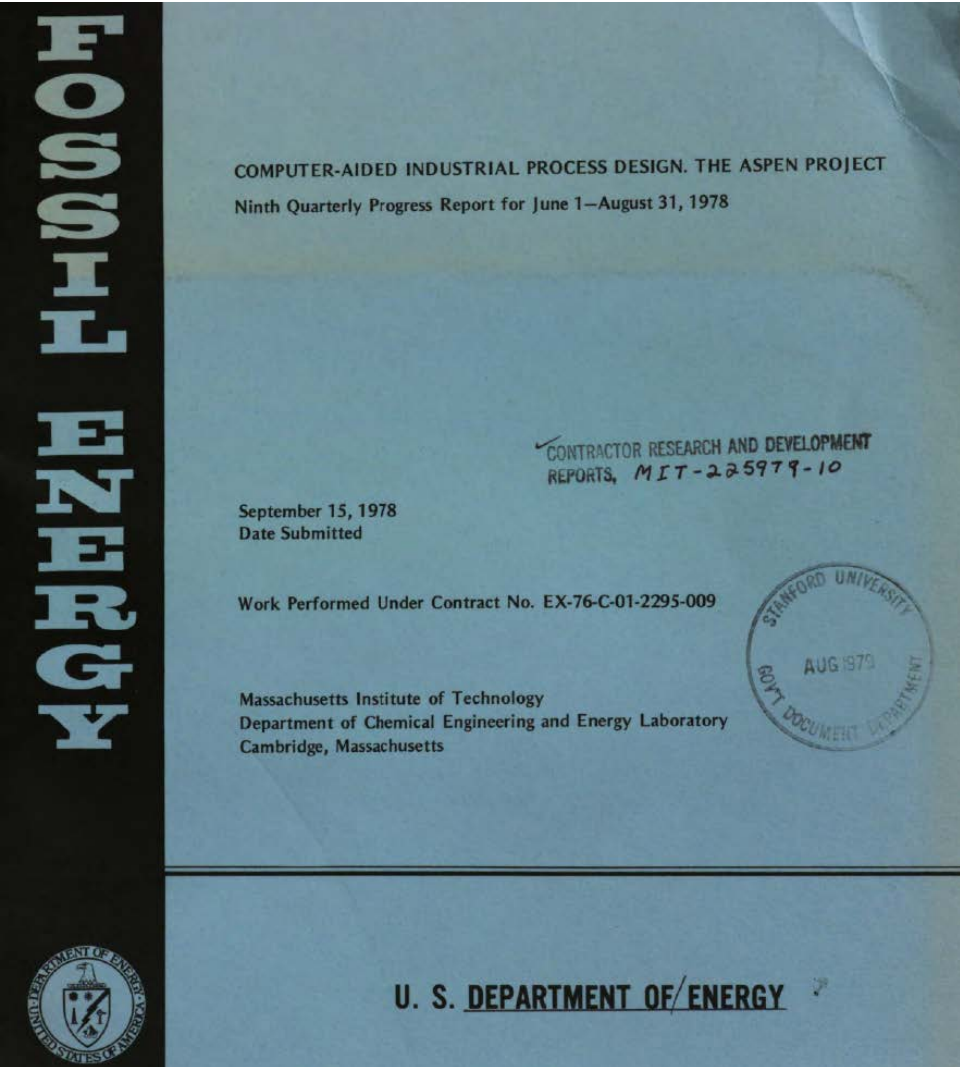 FOSSIL ENERGY
COMPUTER-AIDED INDUSTRIAL PROCESS DESIGN. THE ASPEN PROJECT
Ninth Quarterly Progress Report for June 1—August 31, 1978
CONTRACTOR RESEARCH AND DEVELOPMENT
REPORTS, MIT-225979-10
September 15, 1978
Date Submitted
Work Performed Under Contract No. EX-76-C-01-2295-009
STANFORD UNIVERSITY
AUG 1979
GOV'T DOCUMENT DEPARTMENT
Massachusetts Institute of Technology
Department of Chemical Engineering and Energy Laboratory
Cambridge, Massachusetts
U. S. DEPARTMENT OF/ENERGY
DEPARTMENT OF ENERGY
UNITED STATES OF AMERICA